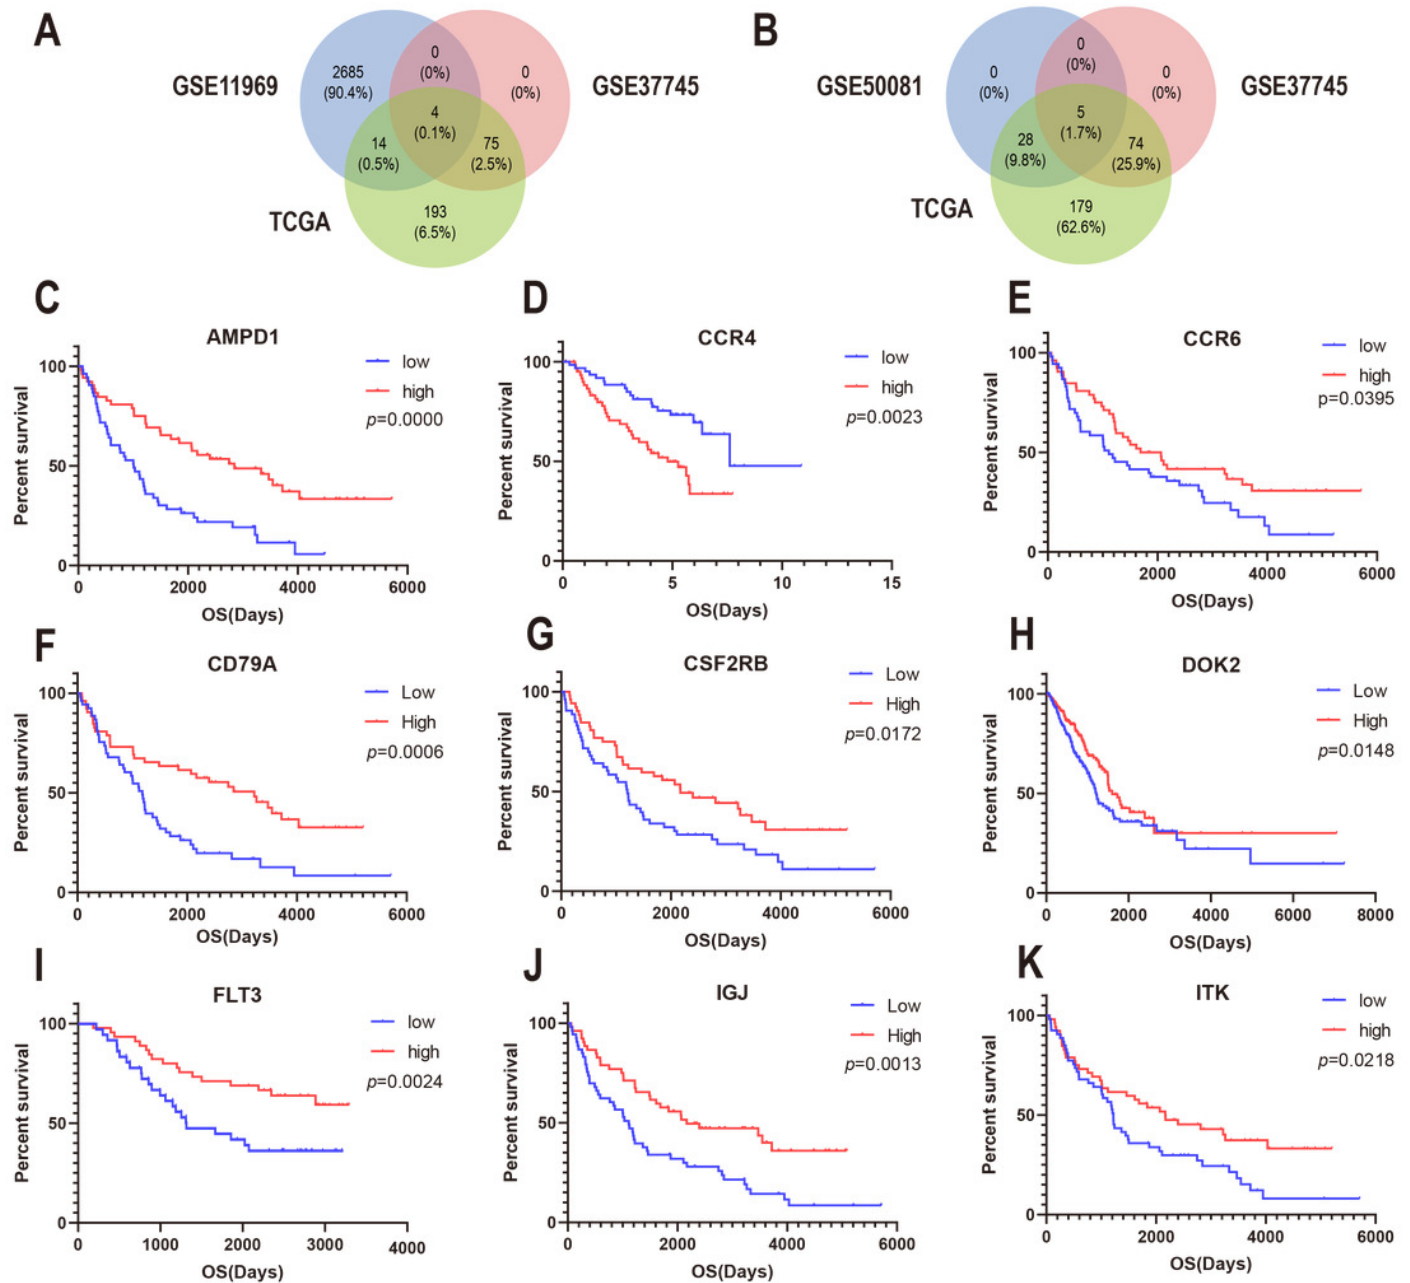 A
GSE11969
2685
(90.4%)
0
(0%)
0
(0%)
GSE37745
4
(0.1%)
14
(0.5%)
75
(2.5%)
TCGA
193
(6.5%)
B
GSE50081
0
(0%)
0
(0%)
0
(0%)
GSE37745
5
(1.7%)
28
(9.8%)
74
(25.9%)
TCGA
179
(62.6%)
C
AMPD1
low
high
p=0.0000
Percent survival
100
50
0
0 2000 4000 6000
OS(Days)
D
CCR4
low
high
p=0.0023
Percent survival
100
50
0
0 5 10 15
OS(Days)
E
CCR6
low
high
p=0.0395
Percent survival
100
50
0
0 2000 4000 6000
OS(Days)
F
CD79A
Low
High
p=0.0006
Percent survival
100
50
0
0 2000 4000 6000
OS(Days)
G
CSF2RB
Low
High
p=0.0172
Percent survival
100
50
0
0 2000 4000 6000
OS(Days)
H
DOK2
Low
High
p=0.0148
Percent survival
100
50
0
0 2000 4000 6000 8000
OS(Days)
I
FLT3
low
high
p=0.0024
Percent survival
100
50
0
0 1000 2000 3000 4000
OS(Days)
J
IGJ
Low
High
p=0.0013
Percent survival
100
50
0
0 2000 4000 6000
OS(Days)
K
ITK
low
high
p=0.0218
Percent survival
100
50
0
0 2000 4000 6000
OS(Days)